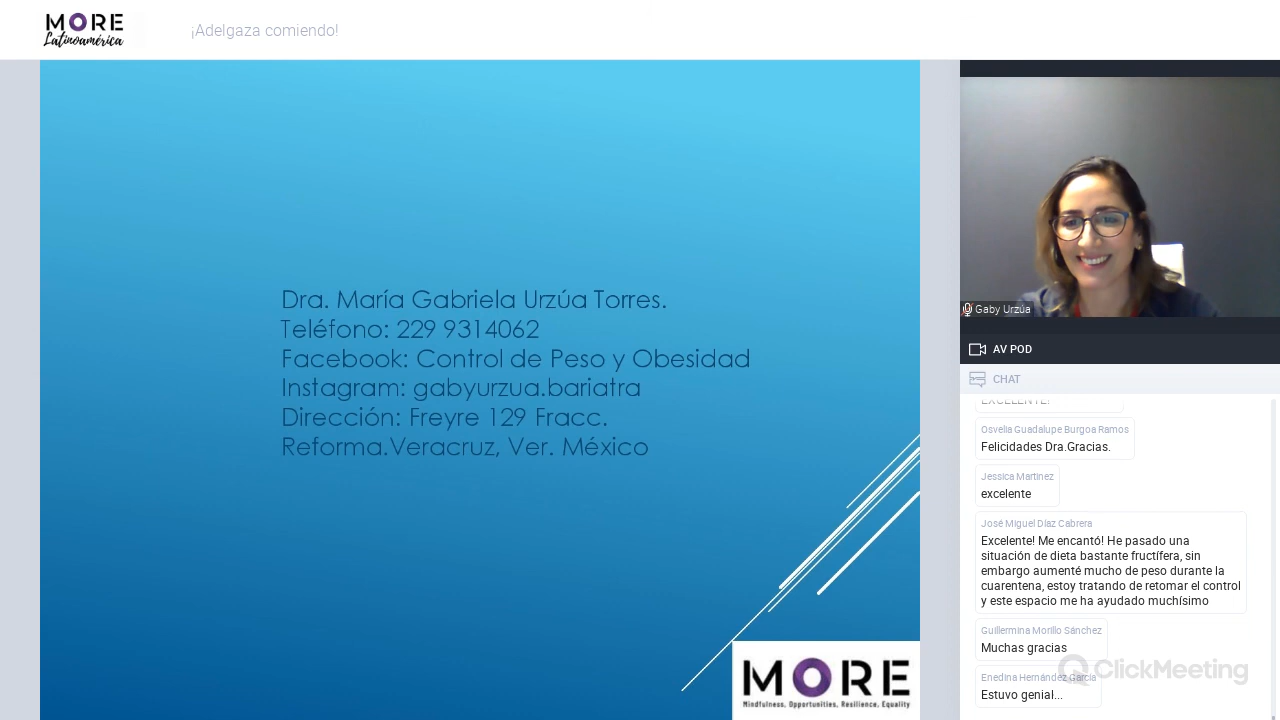 MORE
Latinoamérica
¡Adelgaza comiendo!
Dra. María Gabriela Urzúa Torres.
Teléfono: 229 9314062
Facebook: Control de Peso y Obesidad
Instagram: gabyurzua.bariatra
Dirección: Freyre 129 Fracc.
Reforma.Veracruz, Ver. México
MORE
Mindfulness, Opportunities, Resilience, Equality
Gaby Urzúa
AV POD
CHAT
EXCELENTE!
Osvelia Guadalupe Burgoa Ramos
Felicidades Dra.Gracias.
Jessica Martinez
excelente
José Miguel Díaz Cabrera
Excelente! Me encantó! He pasado una
situación de dieta bastante fructífera, sin
embargo aumenté mucho de peso durante la
cuarentena, estoy tratando de retomar el control
y este espacio me ha ayudado muchísimo
Guillermina Morillo Sánchez
Muchas gracias
Enedina Hernández García
Estuvo genial...
ClickMeeting